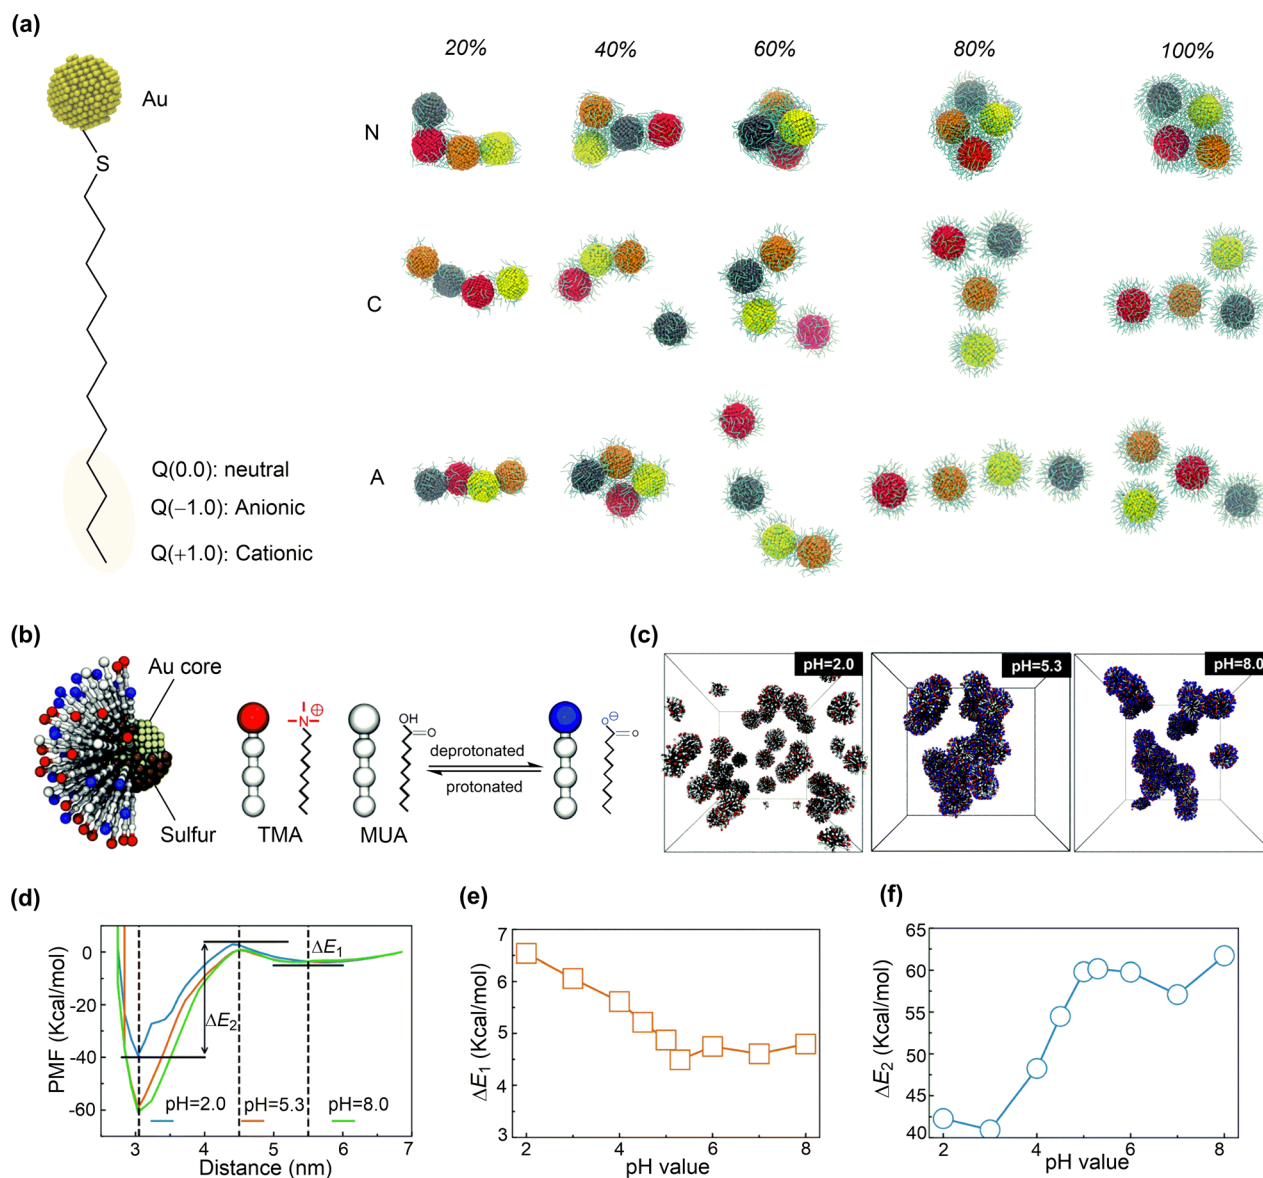 (a)
20% 40% 60% 80% 100%
Au
S
N
C
A
Q(0.0): neutral
Q(−1.0): Anionic
Q(+1.0): Cationic
(b)
Au core
Sulfur
TMA
N
⊕
MUA
OH
O
deprotonated
protonated
O
⊖
O
(c)
pH=2.0
pH=5.3
pH=8.0
(d)
PMF (Kcal/mol)
0
-20
-40
-60
ΔE1
ΔE2
pH=2.0 pH=5.3 pH=8.0
3 4 5 6 7
Distance (nm)
(e)
ΔE1 (Kcal/mol)
7
6
5
4
3
2 4 6 8
pH value
(f)
ΔE2 (Kcal/mol)
65
60
55
50
45
40
2 4 6 8
pH value